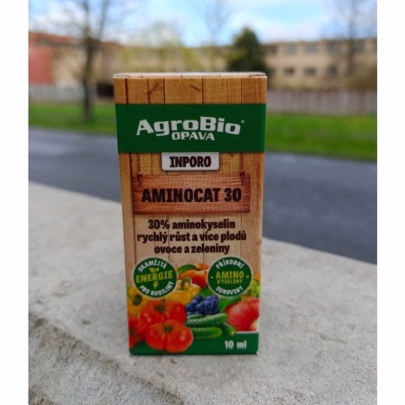 AgroBio
OPAVA
INPORO
AMINOCAT 30
30% aminokyselin
rychlý růst a více plodů
ovoce a zeleniny
OKAMŽITÁ
ENERGIE
PRO ROSTLINY
PŘÍRODNÍ
AMINO
KYSELINY
10 ml